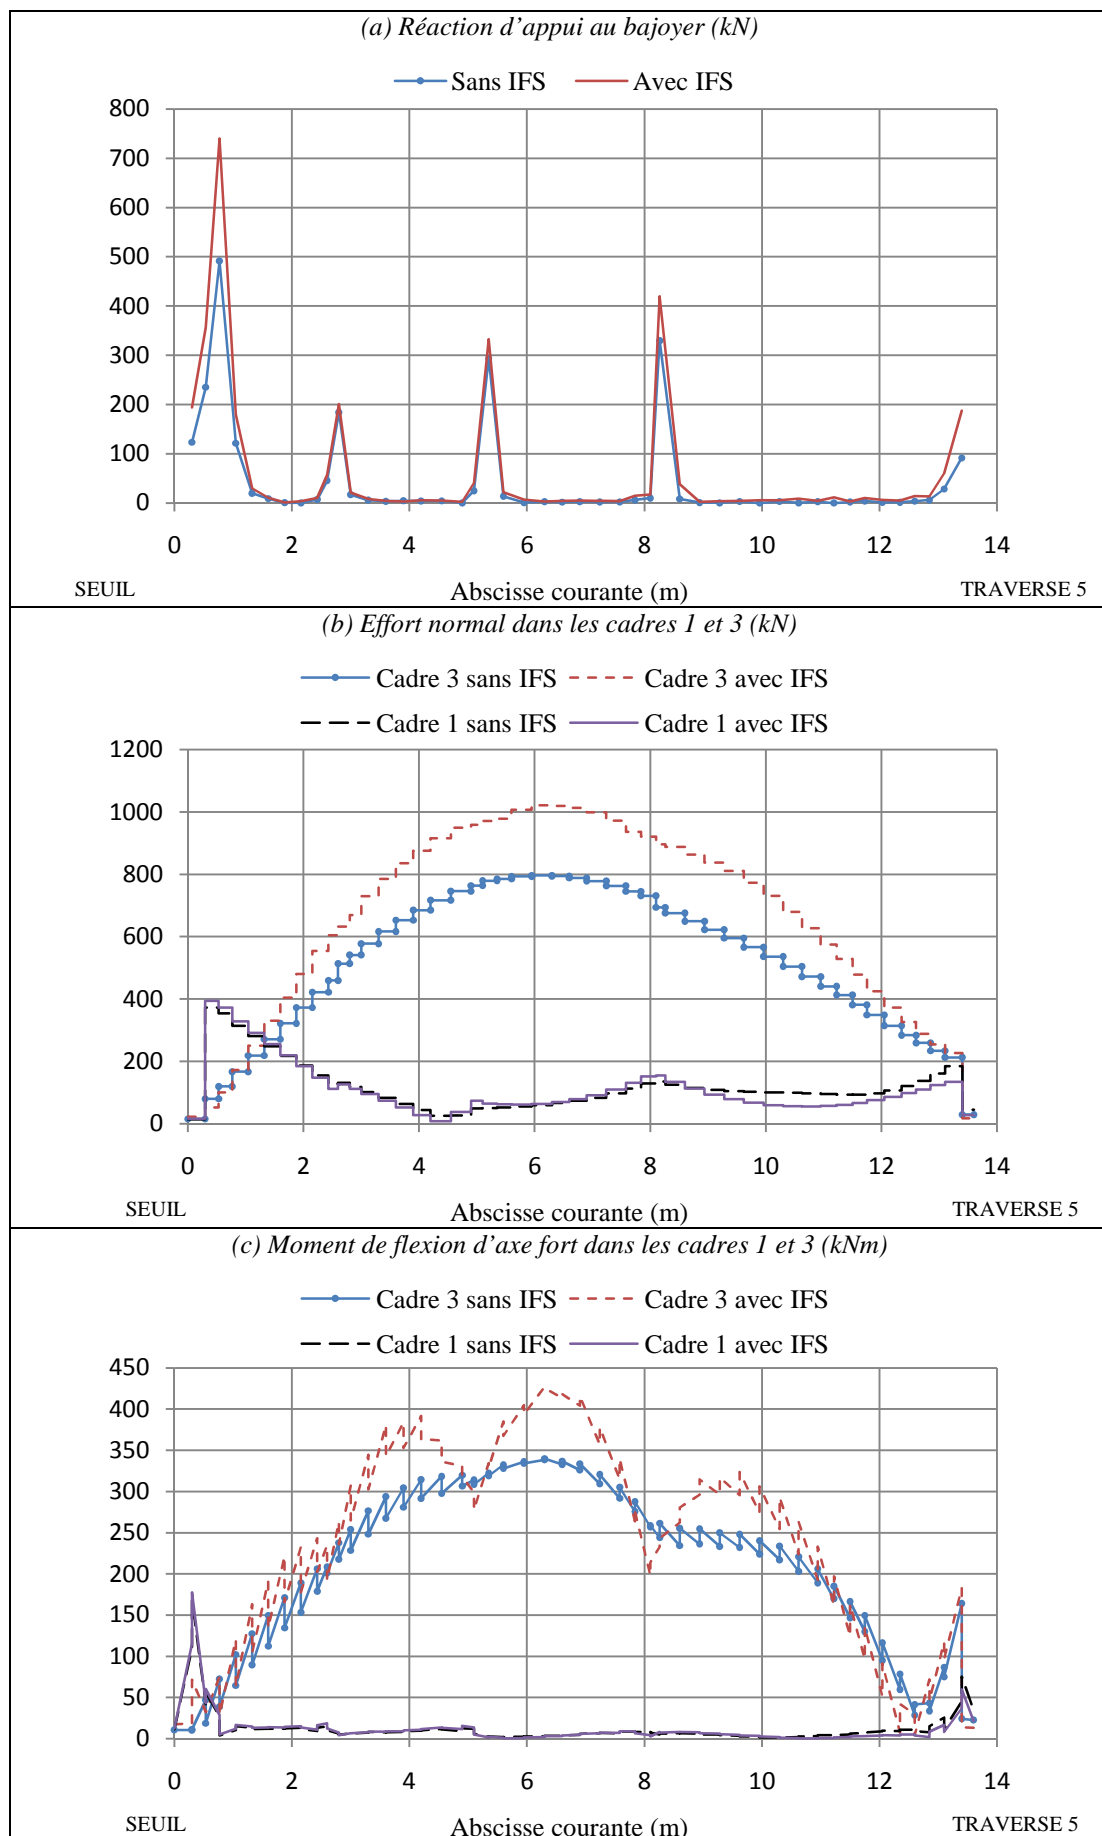 (a) Réaction d’appui au bajoyer (kN)
Sans IFS Avec IFS
800
700
600
500
400
300
200
100
0
0 2 4 6 8 10 12 14
SEUIL Abscisse courante (m) TRAVERSE 5
(b) Effort normal dans les cadres 1 et 3 (kN)
Cadre 3 sans IFS Cadre 3 avec IFS
Cadre 1 sans IFS Cadre 1 avec IFS
1200
1000
800
600
400
200
0
0 2 4 6 8 10 12 14
SEUIL Abscisse courante (m) TRAVERSE 5
(c) Moment de flexion d’axe fort dans les cadres 1 et 3 (kNm)
Cadre 3 sans IFS Cadre 3 avec IFS
Cadre 1 sans IFS Cadre 1 avec IFS
450
400
350
300
250
200
150
100
50
0
0 2 4 6 8 10 12 14
SEUIL Abscisse courante (m) TRAVERSE 5